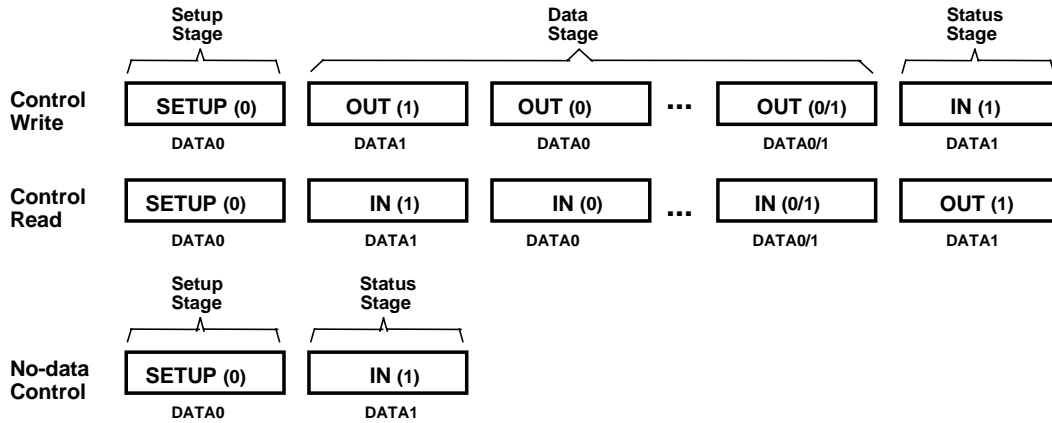 Setup
Stage
Data
Stage
Status
Stage
Control
Write
SETUP (0) OUT (1) OUT (0) ... OUT (0/1) IN (1)
DATA0 DATA1 DATA0 DATA0/1 DATA1
Control
Read
SETUP (0) IN (1) IN (0) ... IN (0/1) OUT (1)
DATA0 DATA1 DATA0 DATA0/1 DATA1
Setup
Stage
Status
Stage
No-data
Control
SETUP (0) IN (1)
DATA0 DATA1